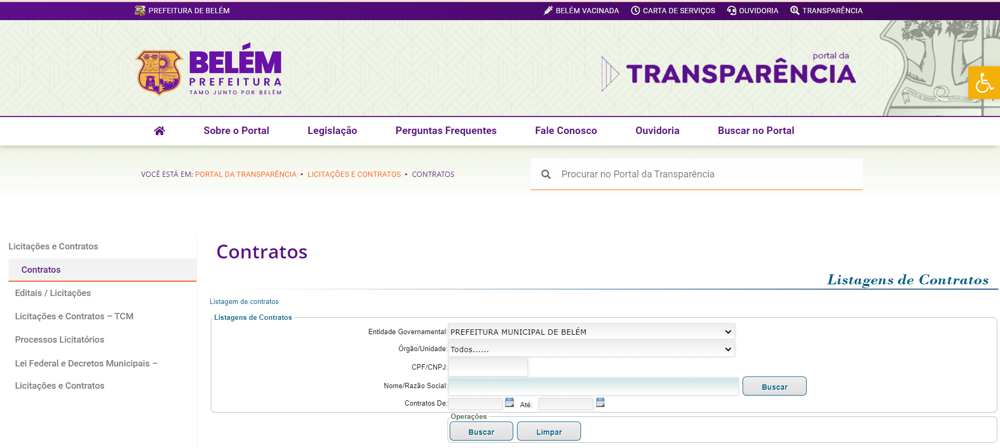 PREFEITURA DE BELÉM
BELÉM VACINADA
CARTA DE SERVIÇOS
OUVIDORIA
TRANSPARÊNCIA
BELÉM
PREFEITURA
TAMO JUNTO POR BELÉM
portal da
TRANSPARÊNCIA
Sobre o Portal
Legislação
Perguntas Frequentes
Fale Conosco
Ouvidoria
Buscar no Portal
VOCÊ ESTÁ EM: PORTAL DA TRANSPARÊNCIA ‣ LICITAÇÕES E CONTRATOS ‣ CONTRATOS
Procurar no Portal da Transparëncia
Licitações e Contratos
Contratos
Editais / Licitações
Licitações e Contratos – TCM
Processos Licitatórios
Lei Federal e Decretos Municipais –
Licitações e Contratos
Contratos
Listagens de Contratos
Listagem de contratos
Listagens de Contratos
Entidade Governamental: PREFEITURA MUNICIPAL DE BELÉM
Órgão/Unidade: Todos......
CPF/CNPJ:
Nome/Razão Social: Buscar
Contratos De: Até:
Operações
Buscar Limpar